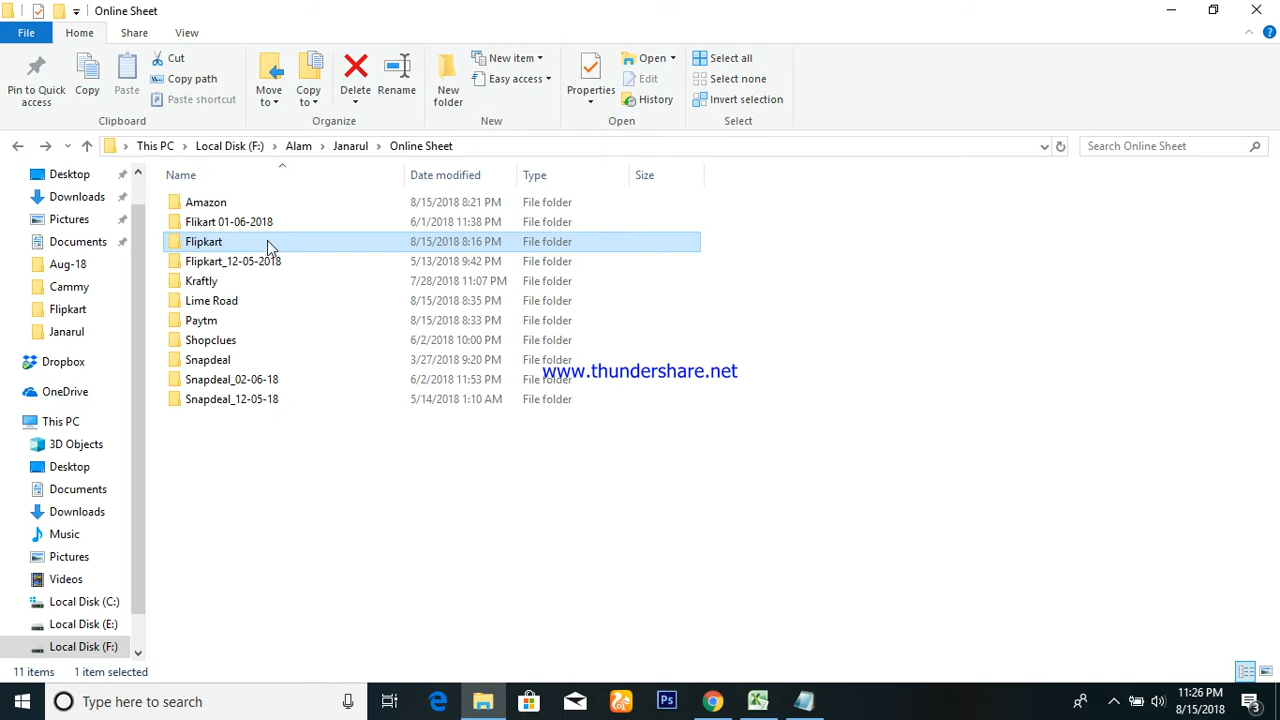 Online Sheet
File Home Share View
Pin to Quick access
Copy
Paste
Cut
Copy path
Paste shortcut
Clipboard
Move to
Copy to
Delete
Rename
Organize
New folder
New item
Easy access
New
Properties
Open
Edit
History
Open
Select all
Select none
Invert selection
Select
This PC > Local Disk (F:) > Alam > Janarul > Online Sheet
Search Online Sheet
Desktop
Downloads
Pictures
Documents
Aug-18
Cammy
Flipkart
Janarul
Dropbox
OneDrive
This PC
3D Objects
Desktop
Documents
Downloads
Music
Pictures
Videos
Local Disk (C:)
Local Disk (E:)
Local Disk (F:)
Name Date modified Type Size
Amazon 8/15/2018 8:21 PM File folder
Flikart 01-06-2018 6/1/2018 11:38 PM File folder
Flipkart 8/15/2018 8:16 PM File folder
Flipkart_12-05-2018 5/13/2018 9:42 PM File folder
Kraftly 7/28/2018 11:07 PM File folder
Lime Road 8/15/2018 8:35 PM File folder
Paytm 8/15/2018 8:33 PM File folder
Shopclues 6/2/2018 10:00 PM File folder
Snapdeal 3/27/2018 9:20 PM File folder
www.thundershare.net
Snapdeal_02-06-18 6/2/2018 11:53 PM File folder
Snapdeal_12-05-18 5/14/2018 1:10 AM File folder
11 items 1 item selected
Type here to search
Ps
11:26 PM
8/15/2018
3